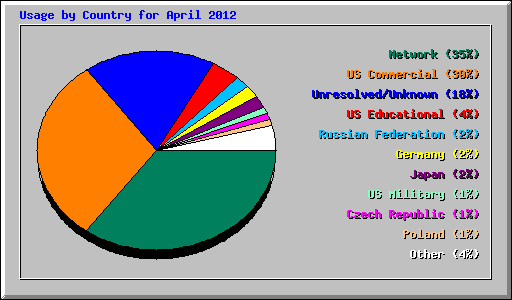 Usage by Country for April 2012
Network (35%)
US Commercial (30%)
Unresolved/Unknown (18%)
US Educational (4%)
Russian Federation (2%)
Germany (2%)
Japan (2%)
US Military (1%)
Czech Republic (1%)
Poland (1%)
Other (4%)